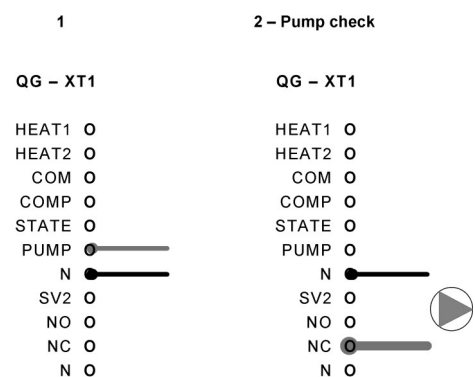 1
2 – Pump check
QG – XT1
HEAT1 O
HEAT2 O
COM O
COMP O
STATE O
PUMP O
N
SV2 O
NO O
NC O
N O
QG – XT1
HEAT1 O
HEAT2 O
COM O
COMP O
STATE O
PUMP O
N
SV2 O
NO O
NC O
N O